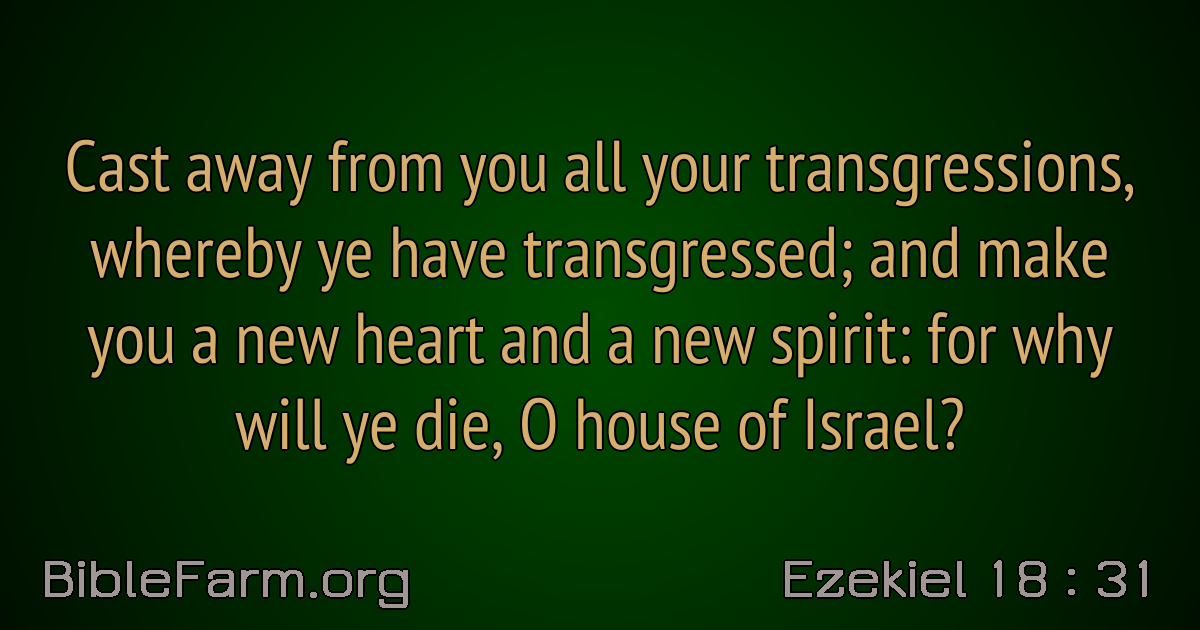 Cast away from you all your transgressions,
whereby ye have transgressed; and make
you a new heart and a new spirit: for why
will ye die, O house of Israel?
BibleFarm.org
Ezekiel 18 : 31